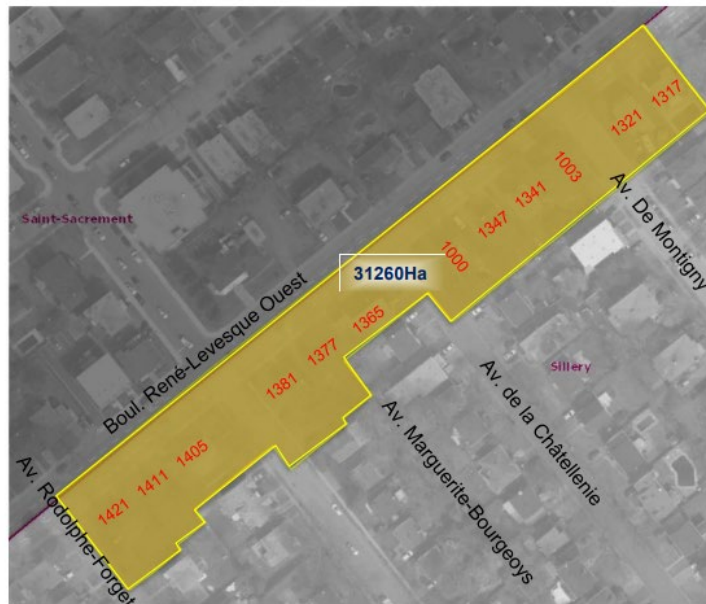 1317
1321
1003
Av. De Montigny
1341
1347
Saint-Sacrement
1000
31260Ha
Boul. René-Levesque Ouest
1365
1377
Sillery
1381
Av. de la Châtellenie
Av. Marguerite-Bourgeoys
1405
1411
1421
Av. Rodolphe-Forget